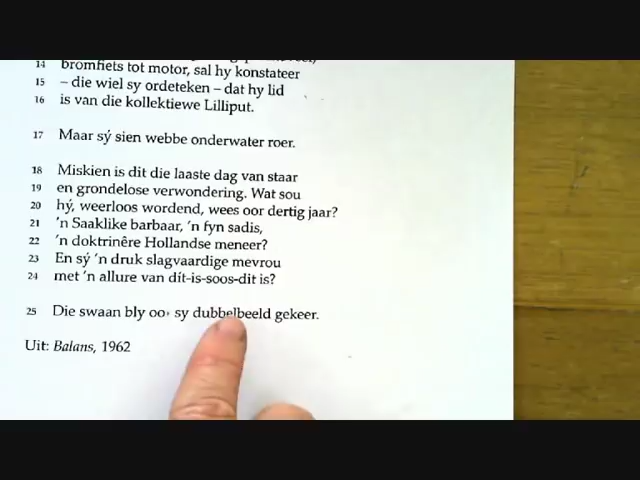 14 bromfiets tot motor, sal hy konstateer
15 – die wiel sy ordeteken – dat hy lid
16 is van die kollektiewe Lilliput.
17 Maar sý sien webbe onderwater roer.
18 Miskien is dit die laaste dag van staar
19 en grondelose verwondering. Wat sou
20 hý, weerloos wordend, wees oor dertig jaar?
21 'n Saaklike barbaar, 'n fyn sadis,
22 'n doktrinêre Hollandse meneer?
23 En sý 'n druk slagvaardige mevrou
24 met 'n allure van dít-is-soos-dit is?
25 Die swaan bly oor sy dubbelbeeld gekeer.
Uit: Balans, 1962